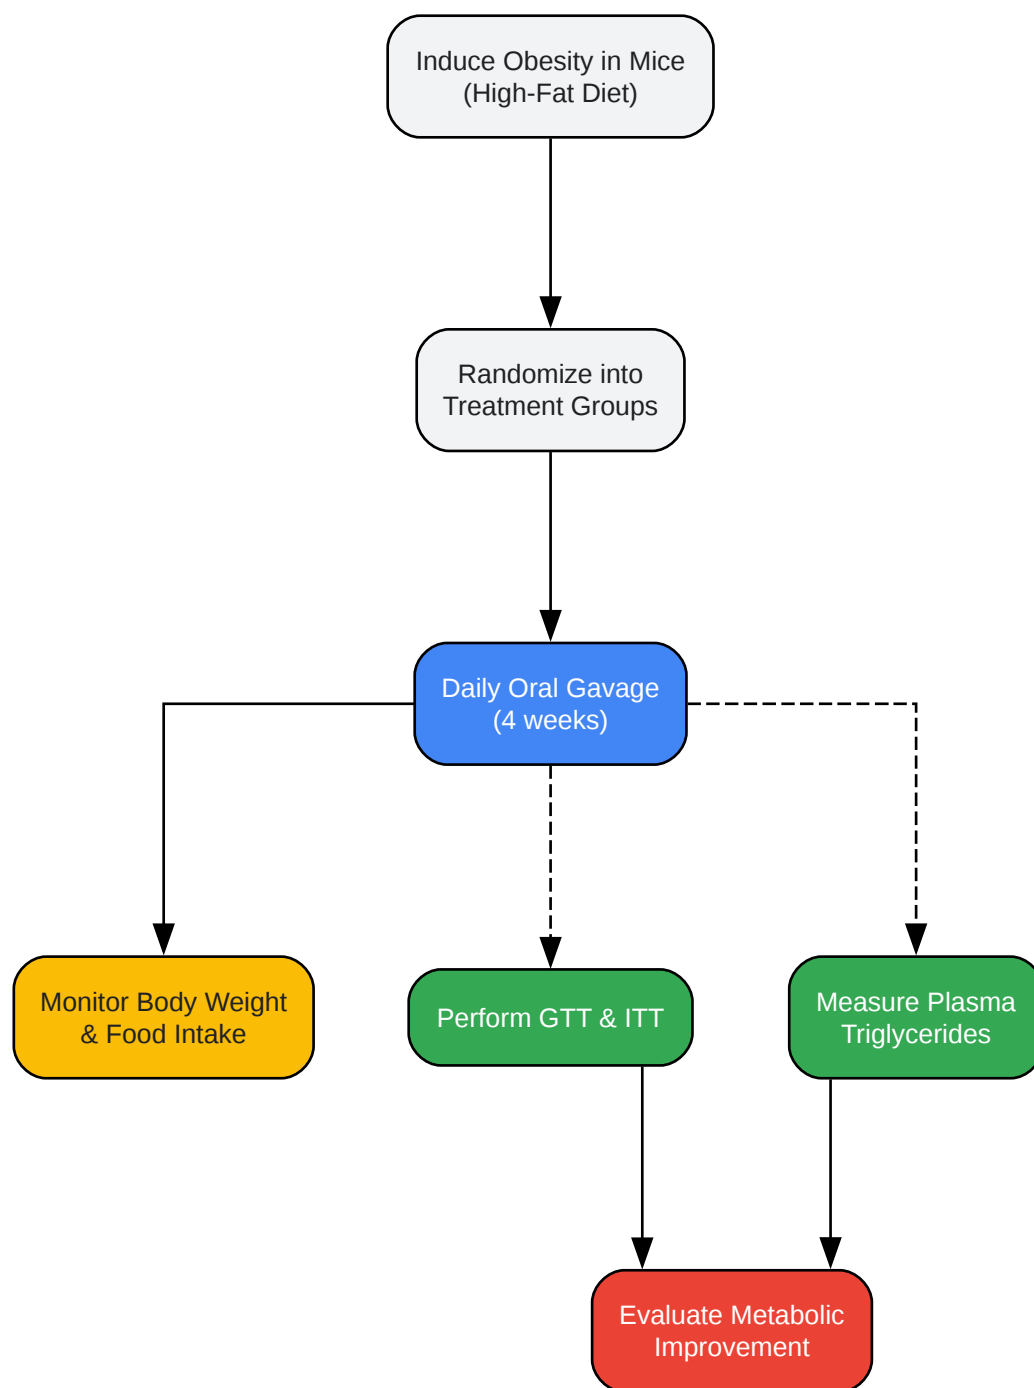 Induce Obesity in Mice
(High-Fat Diet)
Randomize into
Treatment Groups
Daily Oral Gavage
(4 weeks)
Monitor Body Weight
& Food Intake
Perform GTT & ITT
Measure Plasma
Triglycerides
Evaluate Metabolic
Improvement